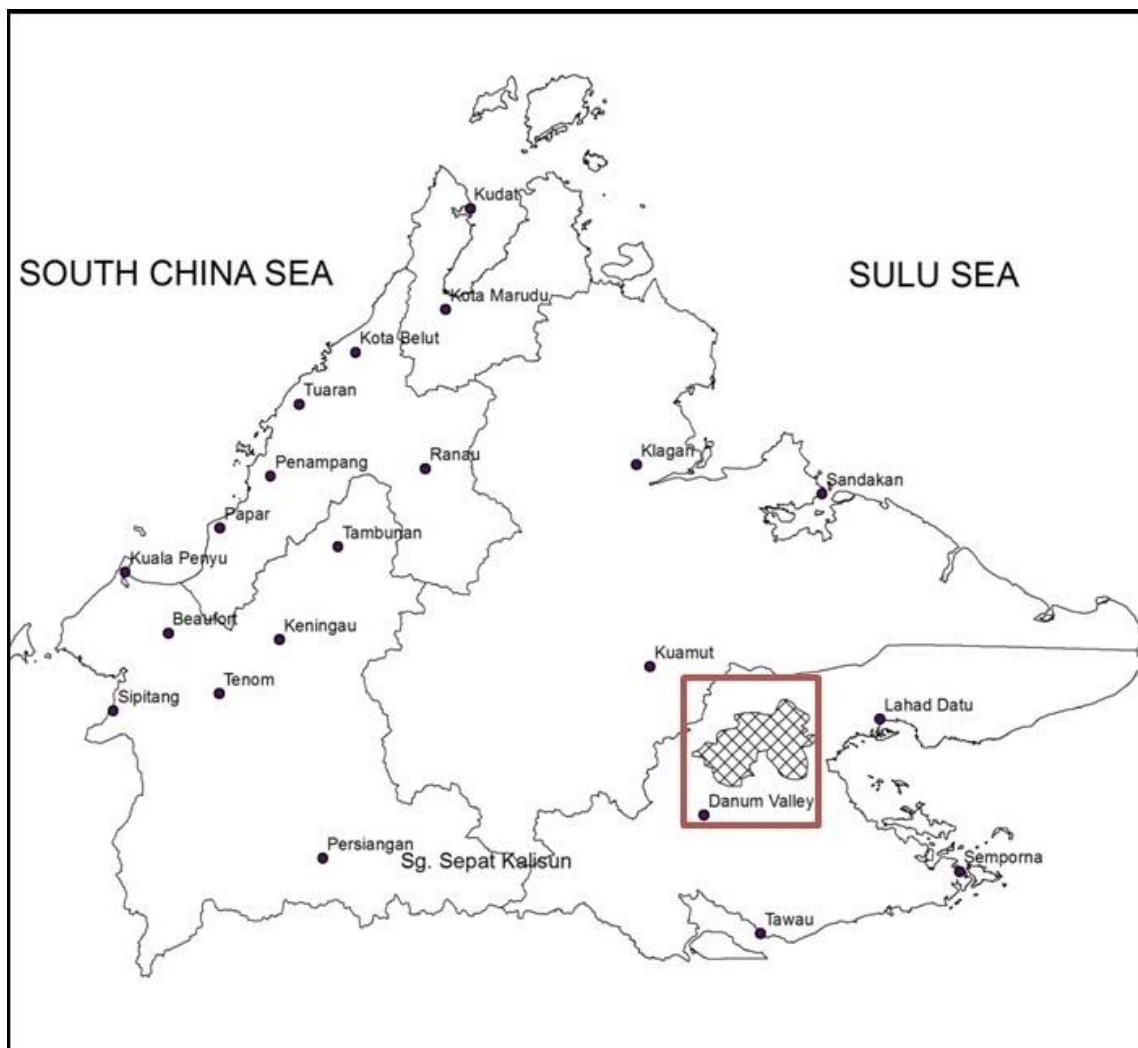 Kudat
SOUTH CHINA SEA
SULU SEA
Kota Marudu
Kota Belut
Tuaran
Klagan
Penampang
Ranau
Sandakan
Papar
Tambunan
Kuala Penyu
Beaufort
Keningau
Kuamut
Tenom
Sipitang
Lahad Datu
Danum Valley
Persiangan
Sg. Sepat Kalisun
Semporna
Tawau